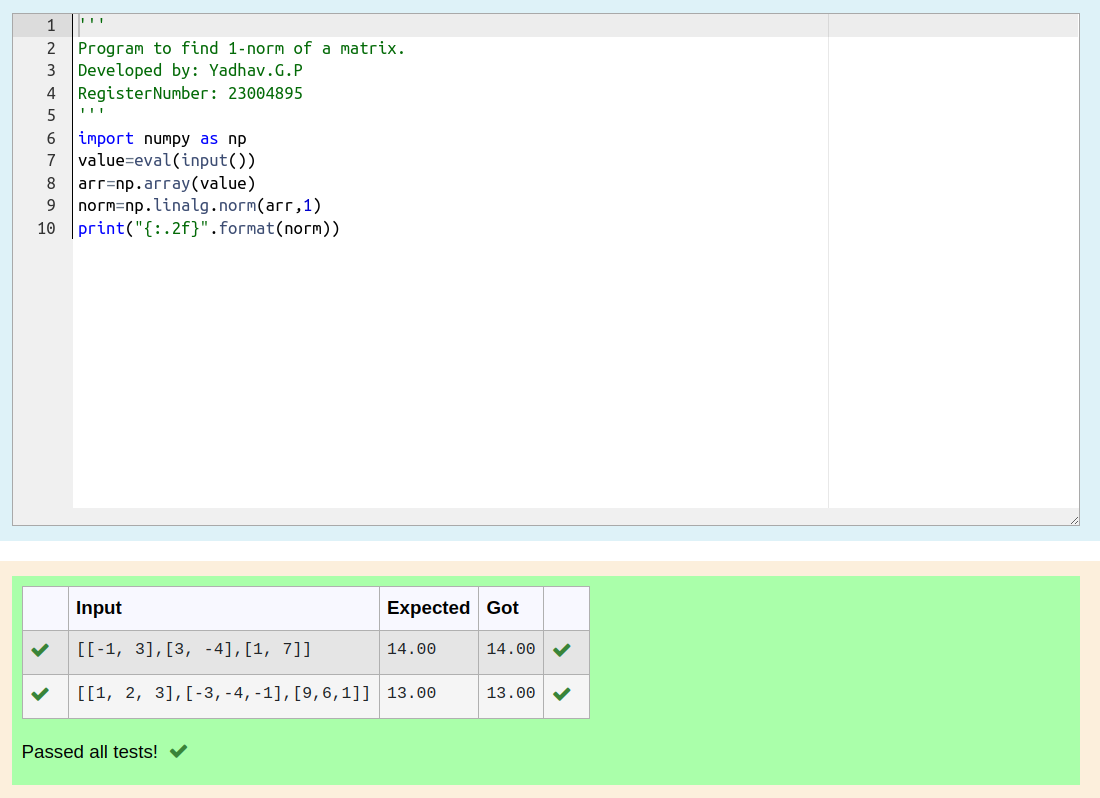 1 '''
2 Program to find 1-norm of a matrix.
3 Developed by: Yadhav.G.P
4 RegisterNumber: 23004895
5 '''
6 import numpy as np
7 value=eval(input())
8 arr=np.array(value)
9 norm=np.linalg.norm(arr,1)
10 print("{:.2f}".format(norm))
Input Expected Got
[[-1, 3],[3, -4],[1, 7]] 14.00 14.00
[[1, 2, 3],[-3,-4,-1],[9,6,1]] 13.00 13.00
Passed all tests!